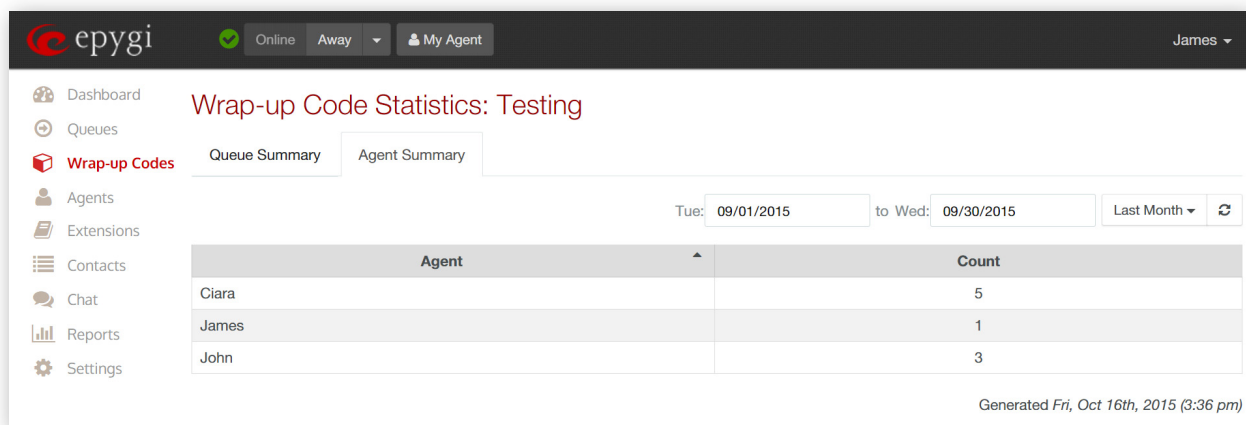 epygi Online Away My Agent James
Dashboard
Queues
Wrap-up Codes
Agents
Extensions
Contacts
Chat
Reports
Settings
Wrap-up Code Statistics: Testing
Queue Summary Agent Summary
Tue: 09/01/2015 to Wed: 09/30/2015 Last Month
Agent Count
Ciara 5
James 1
John 3
Generated Fri, Oct 16th, 2015 (3:36 pm)